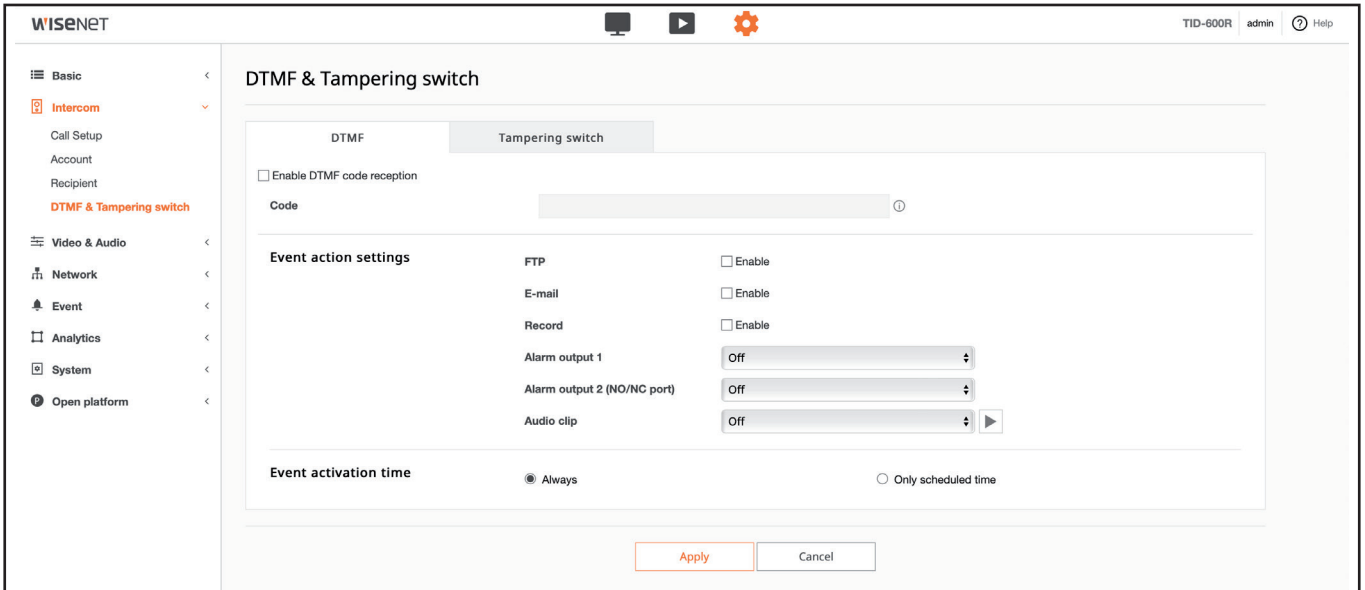 WISENET
TID-600R admin ? Help
Basic
Intercom
Call Setup
Account
Recipient
DTMF & Tampering switch
Video & Audio
Network
Event
Analytics
System
P Open platform
DTMF & Tampering switch
DTMF Tampering switch
Enable DTMF code reception
Code
Event action settings
FTP Enable
E-mail Enable
Record Enable
Alarm output 1 Off
Alarm output 2 (NO/NC port) Off
Audio clip Off
Event activation time Always Only scheduled time
Apply Cancel